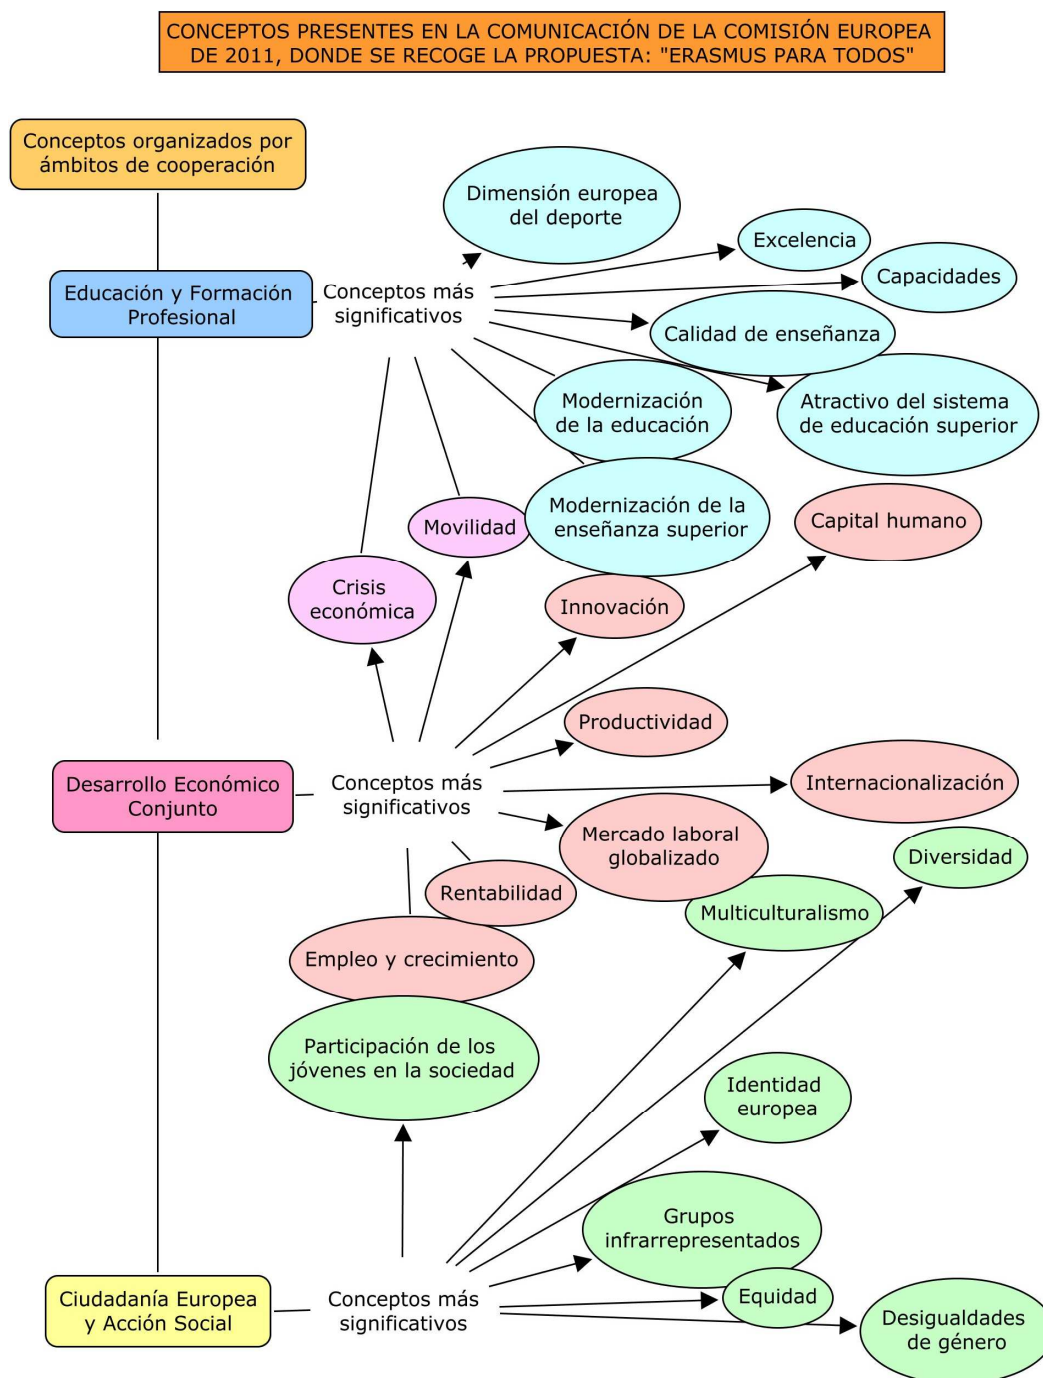 CONCEPTOS PRESENTES EN LA COMUNICACIÓN DE LA COMISIÓN EUROPEA
DE 2011, DONDE SE RECOGE LA PROPUESTA: "ERASMUS PARA TODOS"
Conceptos organizados por
ámbitos de cooperación
Dimensión europea
del deporte
Excelencia
Capacidades
Educación y Formación
Profesional
Conceptos más
significativos
Calidad de enseñanza
Modernización
de la educación
Atractivo del sistema
de educación superior
Movilidad
Modernización de la
enseñanza superior
Capital humano
Crisis
económica
Innovación
Productividad
Desarrollo Económico
Conjunto
Conceptos más
significativos
Internacionalización
Mercado laboral
globalizado
Diversidad
Rentabilidad
Multiculturalismo
Empleo y crecimiento
Participación de los
jóvenes en la sociedad
Identidad
europea
Grupos
infrarrepresentados
Ciudadanía Europea
y Acción Social
Conceptos más
significativos
Equidad
Desigualdades
de género